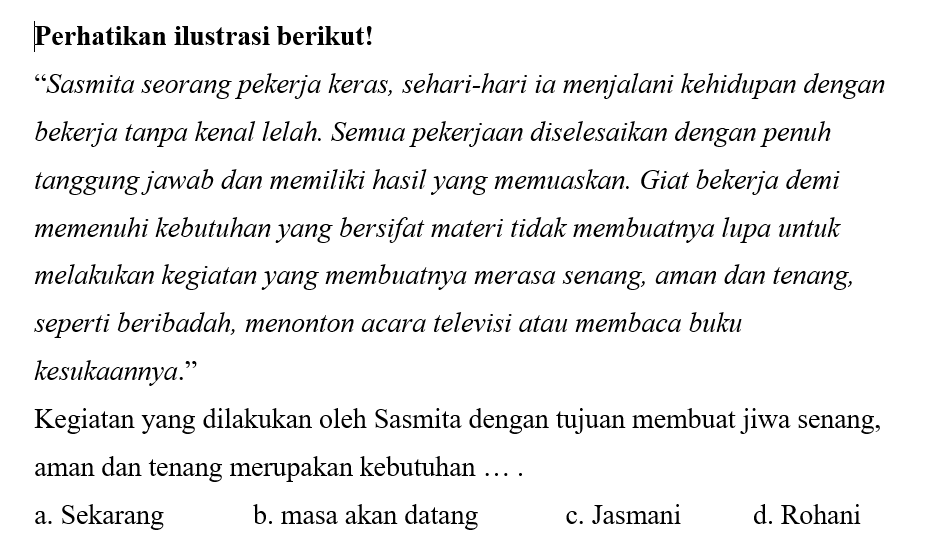 Perhatikan ilustrasi berikut!
“Sasmita seorang pekerja keras, sehari-hari ia menjalani kehidupan dengan
bekerja tanpa kenal lelah. Semua pekerjaan diselesaikan dengan penuh
tanggung jawab dan memiliki hasil yang memuaskan. Giat bekerja demi
memenuhi kebutuhan yang bersifat materi tidak membuatnya lupa untuk
melakukan kegiatan yang membuatnya merasa senang, aman dan tenang,
seperti beribadah, menonton acara televisi atau membaca buku
kesukaannya.”
Kegiatan yang dilakukan oleh Sasmita dengan tujuan membuat jiwa senang,
aman dan tenang merupakan kebutuhan … .
a. Sekarang b. masa akan datang c. Jasmani d. Rohani